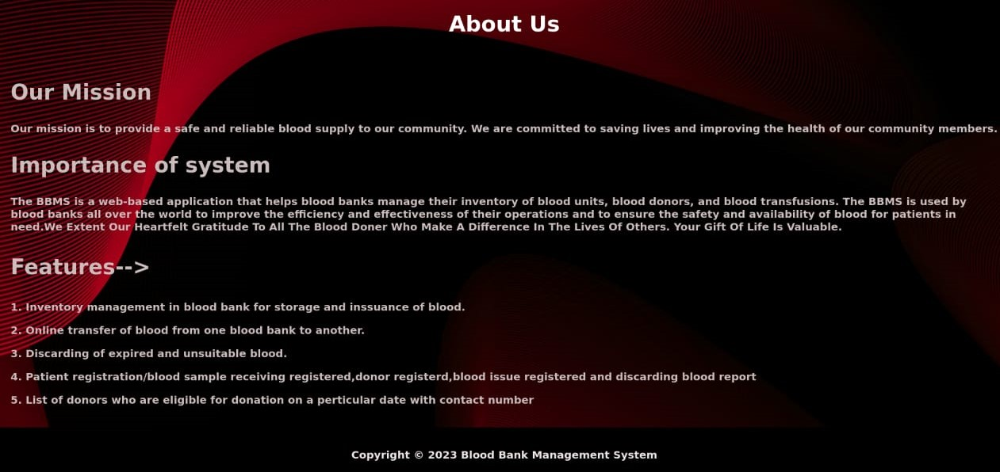 About Us
Our Mission
Our mission is to provide a safe and reliable blood supply to our community. We are committed to saving lives and improving the health of our community members.
Importance of system
The BBMS is a web-based application that helps blood banks manage their inventory of blood units, blood donors, and blood transfusions. The BBMS is used by
blood banks all over the world to improve the efficiency and effectiveness of their operations and to ensure the safety and availability of blood for patients in
need.We Extent Our Heartfelt Gratitude To All The Blood Doner Who Make A Difference In The Lives Of Others. Your Gift Of Life Is Valuable.
Features-->
1. Inventory management in blood bank for storage and inssuance of blood.
2. Online transfer of blood from one blood bank to another.
3. Discarding of expired and unsuitable blood.
4. Patient registration/blood sample receiving registered,donor registerd,blood issue registered and discarding blood report
5. List of donors who are eligible for donation on a perticular date with contact number
Copyright © 2023 Blood Bank Management System